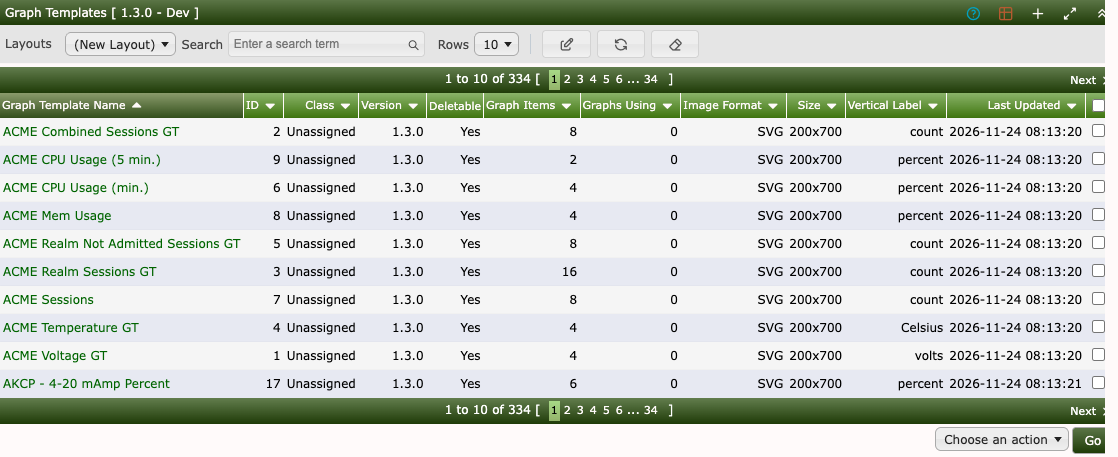 Graph Templates [ 1.3.0 - Dev ]
Layouts (New Layout) Search Enter a search term Rows 10
1 to 10 of 334 [ 1 2 3 4 5 6 ... 34 ] Next
Graph Template Name ID Class Version Deletable Graph Items Graphs Using Image Format Size Vertical Label Last Updated
ACME Combined Sessions GT 2 Unassigned 1.3.0 Yes 8 0 SVG 200x700 count 2026-11-24 08:13:20
ACME CPU Usage (5 min.) 9 Unassigned 1.3.0 Yes 2 0 SVG 200x700 percent 2026-11-24 08:13:20
ACME CPU Usage (min.) 6 Unassigned 1.3.0 Yes 4 0 SVG 200x700 percent 2026-11-24 08:13:20
ACME Mem Usage 8 Unassigned 1.3.0 Yes 4 0 SVG 200x700 percent 2026-11-24 08:13:20
ACME Realm Not Admitted Sessions GT 5 Unassigned 1.3.0 Yes 8 0 SVG 200x700 count 2026-11-24 08:13:20
ACME Realm Sessions GT 3 Unassigned 1.3.0 Yes 16 0 SVG 200x700 count 2026-11-24 08:13:20
ACME Sessions 7 Unassigned 1.3.0 Yes 8 0 SVG 200x700 count 2026-11-24 08:13:20
ACME Temperature GT 4 Unassigned 1.3.0 Yes 4 0 SVG 200x700 Celsius 2026-11-24 08:13:20
ACME Voltage GT 1 Unassigned 1.3.0 Yes 4 0 SVG 200x700 volts 2026-11-24 08:13:20
AKCP - 4-20 mAmp Percent 17 Unassigned 1.3.0 Yes 6 0 SVG 200x700 percent 2026-11-24 08:13:21
1 to 10 of 334 [ 1 2 3 4 5 6 ... 34 ] Next
Choose an action Go